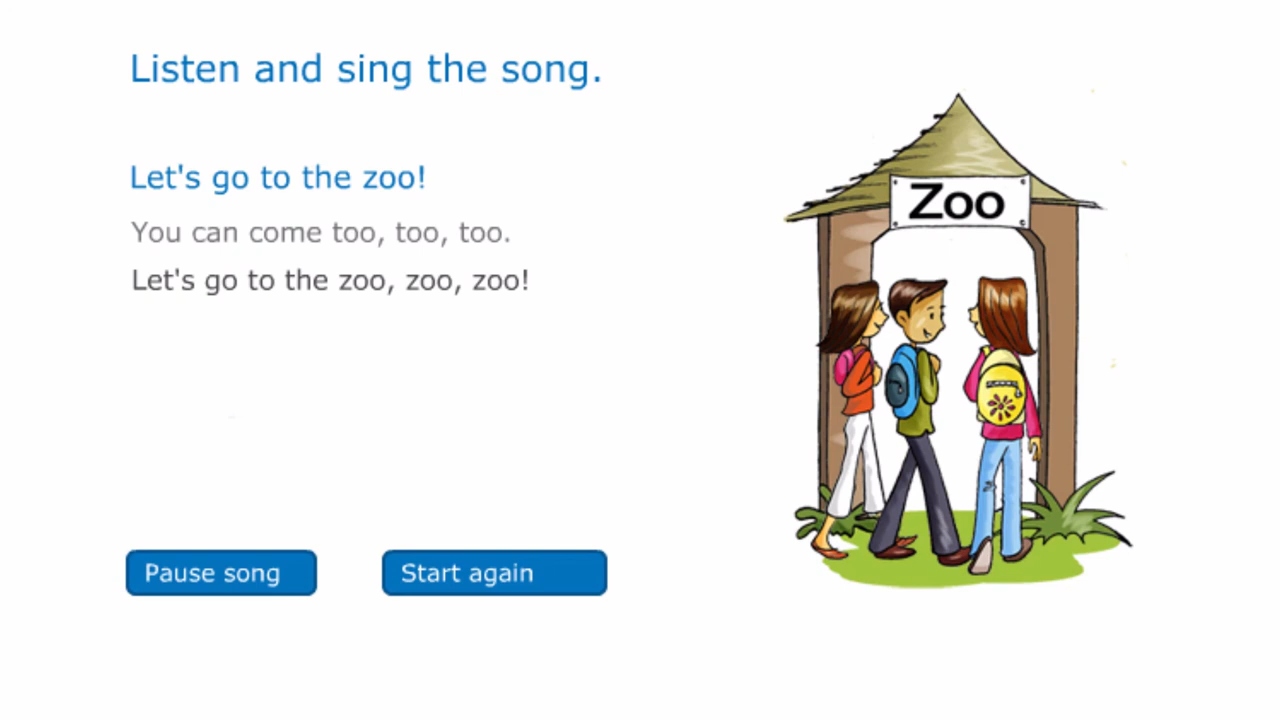 Listen and sing the song.
Let's go to the zoo!
You can come too, too, too.
Let's go to the zoo, zoo, zoo!
Pause song
Start again
Zoo